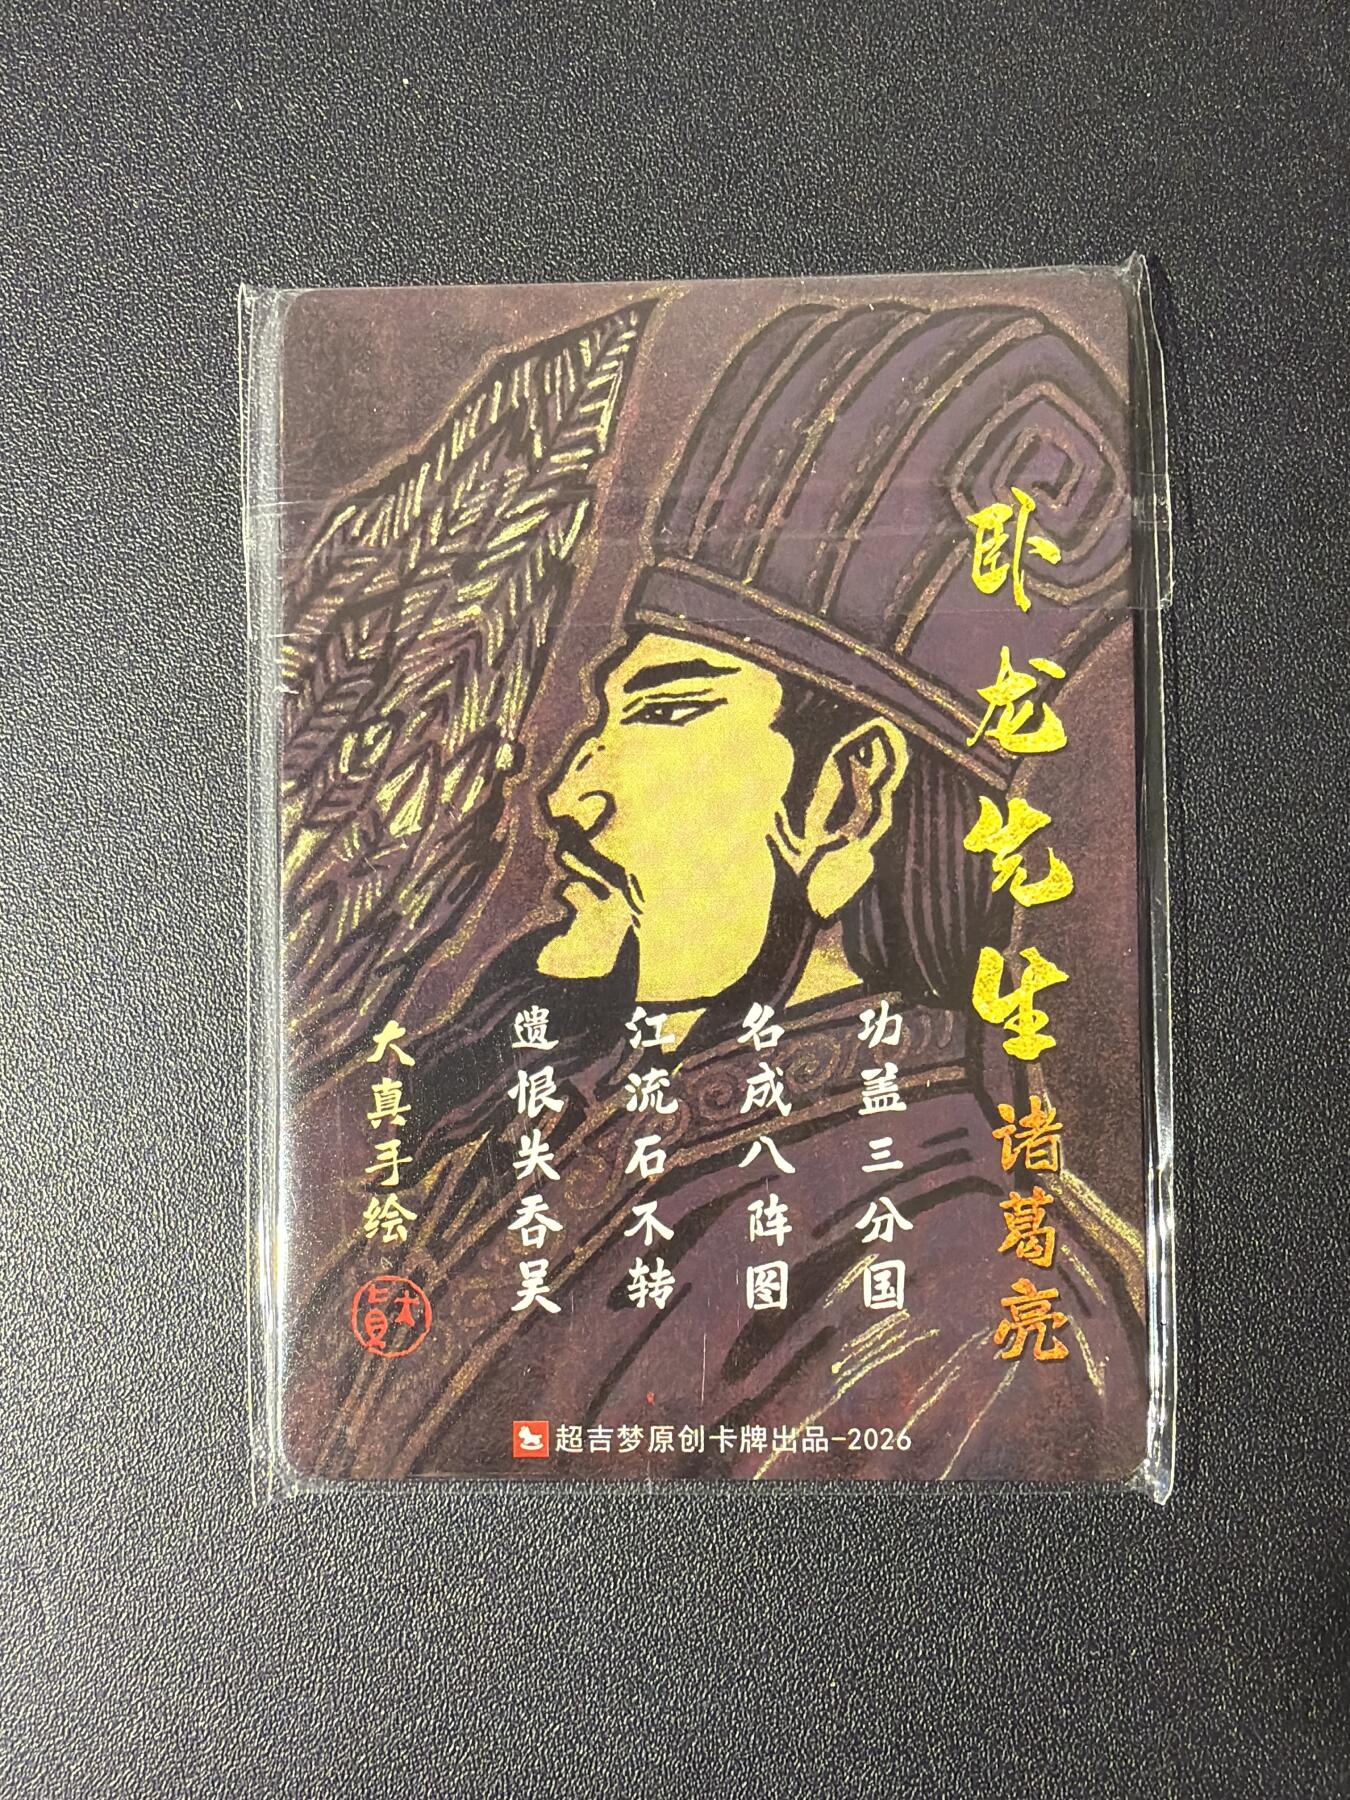 卧龙先生诸葛亮
功盖三分国
名成八阵图
江流石不转
遗恨失吞吴
大真手绘
大真
超吉梦原创卡牌出品-2026